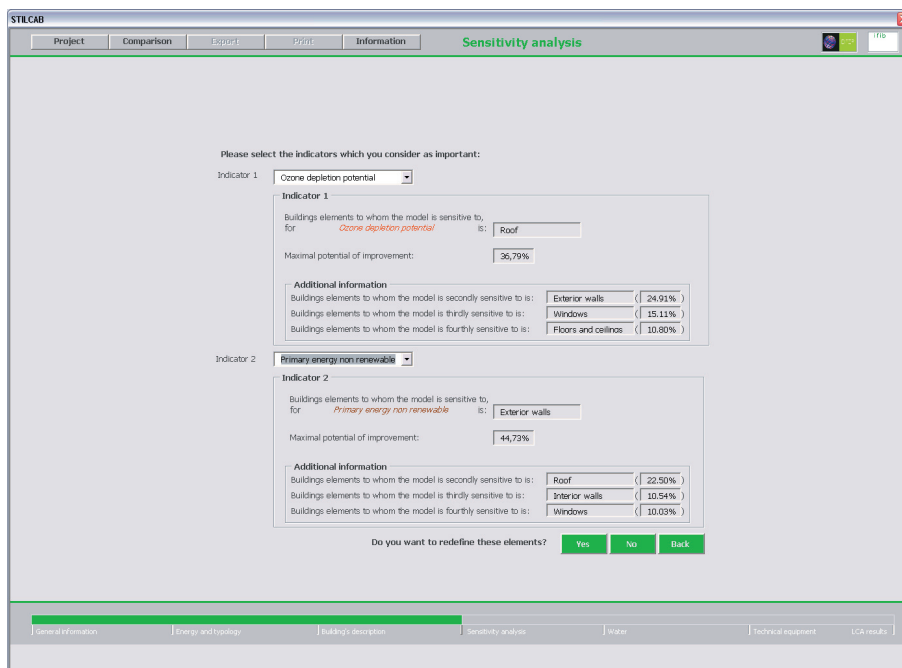 STILCAB
Project Comparison Export Print Information Sensitivity analysis ifib
Please select the indicators which you consider as important:
Indicator 1 Ozone depletion potential
Indicator 1
Buildings elements to whom the model is sensitive to,
for Ozone depletion potential is: Roof
Maximal potential of improvement: 36,79%
Additional information
Buildings elements to whom the model is secondly sensitive to is: Exterior walls ( 24.91% )
Buildings elements to whom the model is thirdly sensitive to is: Windows ( 15.11% )
Buildings elements to whom the model is fourthly sensitive to is: Floors and ceilings ( 10.80% )
Indicator 2 Primary energy non renewable
Indicator 2
Buildings elements to whom the model is sensitive to,
for Primary energy non renewable is: Exterior walls
Maximal potential of improvement: 44,73%
Additional information
Buildings elements to whom the model is secondly sensitive to is: Roof ( 22.50% )
Buildings elements to whom the model is thirdly sensitive to is: Interior walls ( 10.54% )
Buildings elements to whom the model is fourthly sensitive to is: Windows ( 10.03% )
Do you want to redefine these elements? Yes No Back
General information Energy and typology Building's description Sensitivity analysis Water Technical equipment LCA results